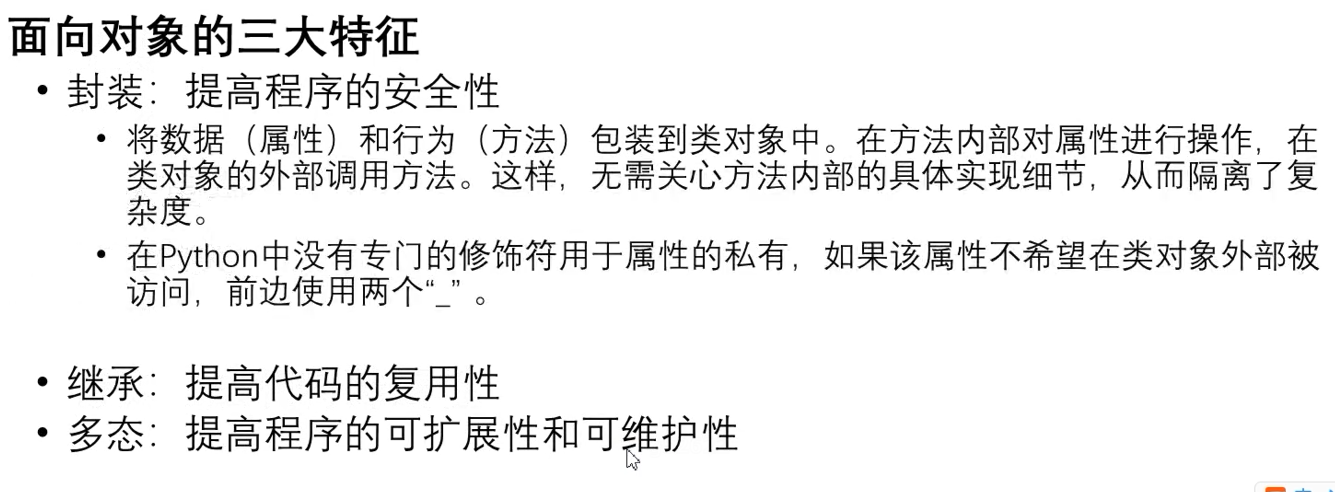 面向对象的三大特征
• 封装：提高程序的安全性
• 将数据（属性）和行为（方法）包装到类对象中。在方法内部对属性进行操作，在
类对象的外部调用方法。这样，无需关心方法内部的具体实现细节，从而隔离了复
杂度。
• 在Python中没有专门的修饰符用于属性的私有，如果该属性不希望在类对象外部被
访问，前边使用两个“_” 。
• 继承：提高代码的复用性
• 多态：提高程序的可扩展性和可维护性